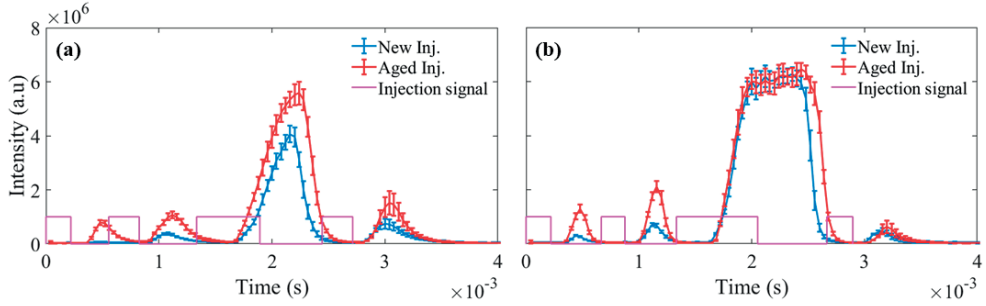 8 ×10⁶
(a)
New Inj.
Aged Inj.
Injection signal
6
4
2
0
Intensity (a.u)
0 1 2 3 4
Time (s)
×10⁻³
(b)
New Inj.
Aged Inj.
Injection signal
0 1 2 3 4
Time (s)
×10⁻³